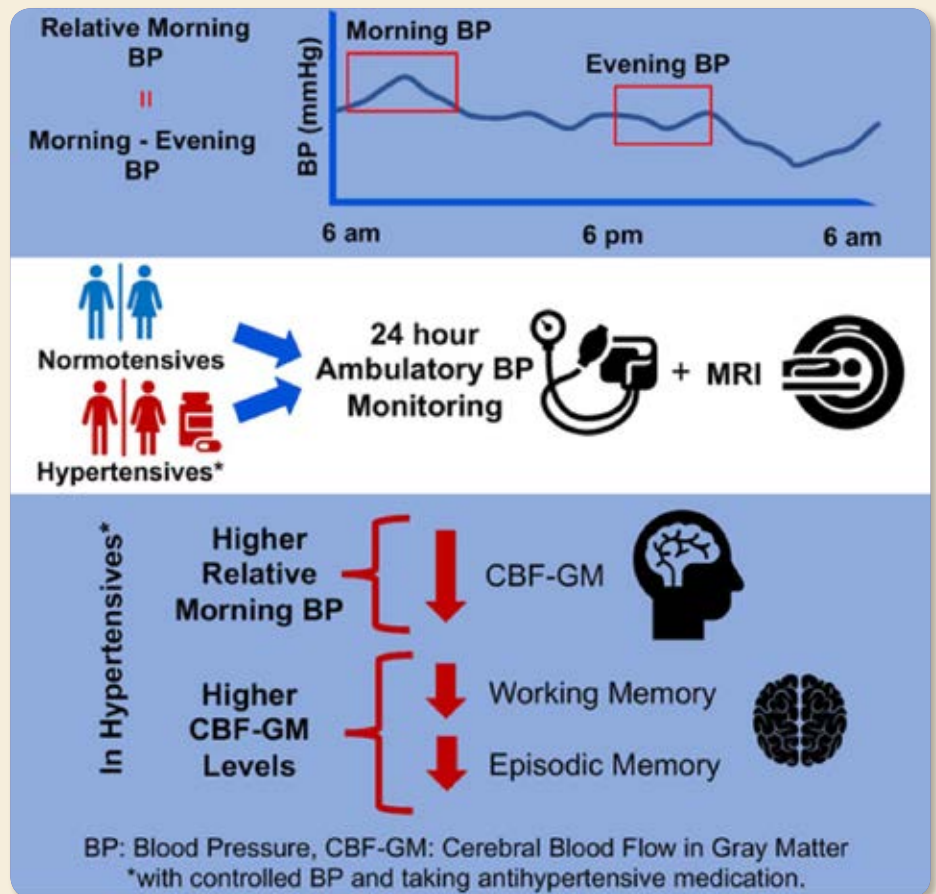 Relative Morning
BP
=
Morning - Evening
BP
BP (mmHg)
Morning BP
Evening BP
6 am
6 pm
6 am
Normotensives
Hypertensives*
24 hour
Ambulatory BP
Monitoring
+ MRI
In Hypertensives*
Higher
Relative
Morning BP
CBF-GM
Higher
CBF-GM
Levels
Working Memory
Episodic Memory
BP: Blood Pressure, CBF-GM: Cerebral Blood Flow in Gray Matter
*with controlled BP and taking antihypertensive medication.